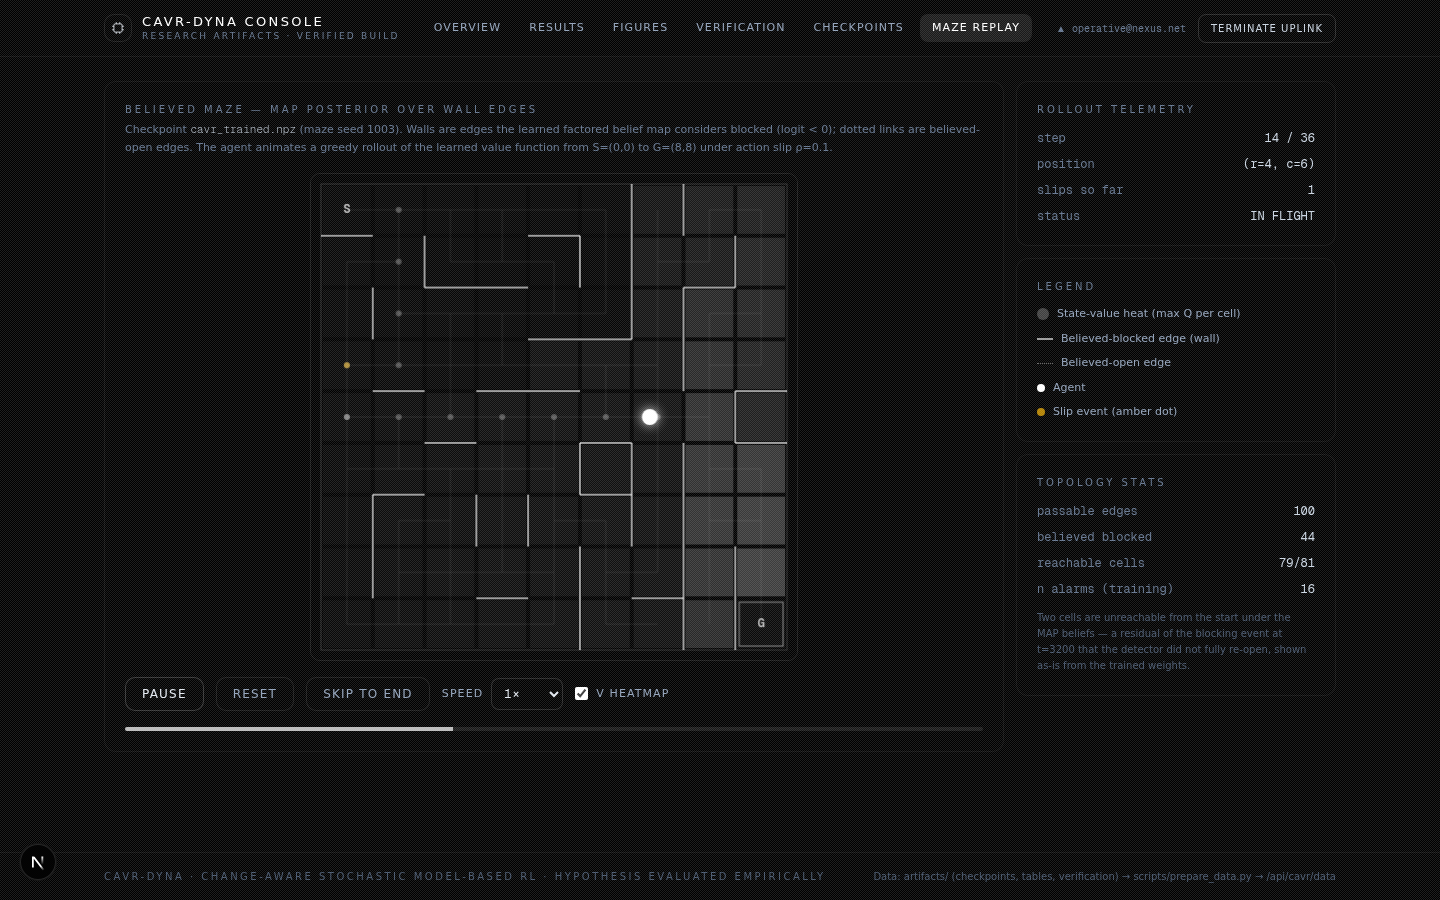 CAVR-DYNA CONSOLE
RESEARCH ARTIFACTS · VERIFIED BUILD
OVERVIEW RESULTS FIGURES VERIFICATION CHECKPOINTS MAZE REPLAY
▲ operative@nexus.net TERMINATE UPLINK
BELIEVED MAZE — MAP POSTERIOR OVER WALL EDGES
Checkpoint cavr_trained.npz (maze seed 1003). Walls are edges the learned factored belief map considers blocked (logit < 0); dotted links are believed-
open edges. The agent animates a greedy rollout of the learned value function from S=(0,0) to G=(8,8) under action slip ρ=0.1.
S
G
PAUSE RESET SKIP TO END SPEED 1× V HEATMAP
ROLLOUT TELEMETRY
step 14 / 36
position (r=4, c=6)
slips so far 1
status IN FLIGHT
LEGEND
State-value heat (max Q per cell)
Believed-blocked edge (wall)
Believed-open edge
Agent
Slip event (amber dot)
TOPOLOGY STATS
passable edges 100
believed blocked 44
reachable cells 79/81
n alarms (training) 16
Two cells are unreachable from the start under the
MAP beliefs — a residual of the blocking event at
t=3200 that the detector did not fully re-open, shown
as-is from the trained weights.
N
CAVR-DYNA · CHANGE-AWARE STOCHASTIC MODEL-BASED RL · HYPOTHESIS EVALUATED EMPIRICALLY
Data: artifacts/ (checkpoints, tables, verification) → scripts/prepare_data.py → /api/cavr/data